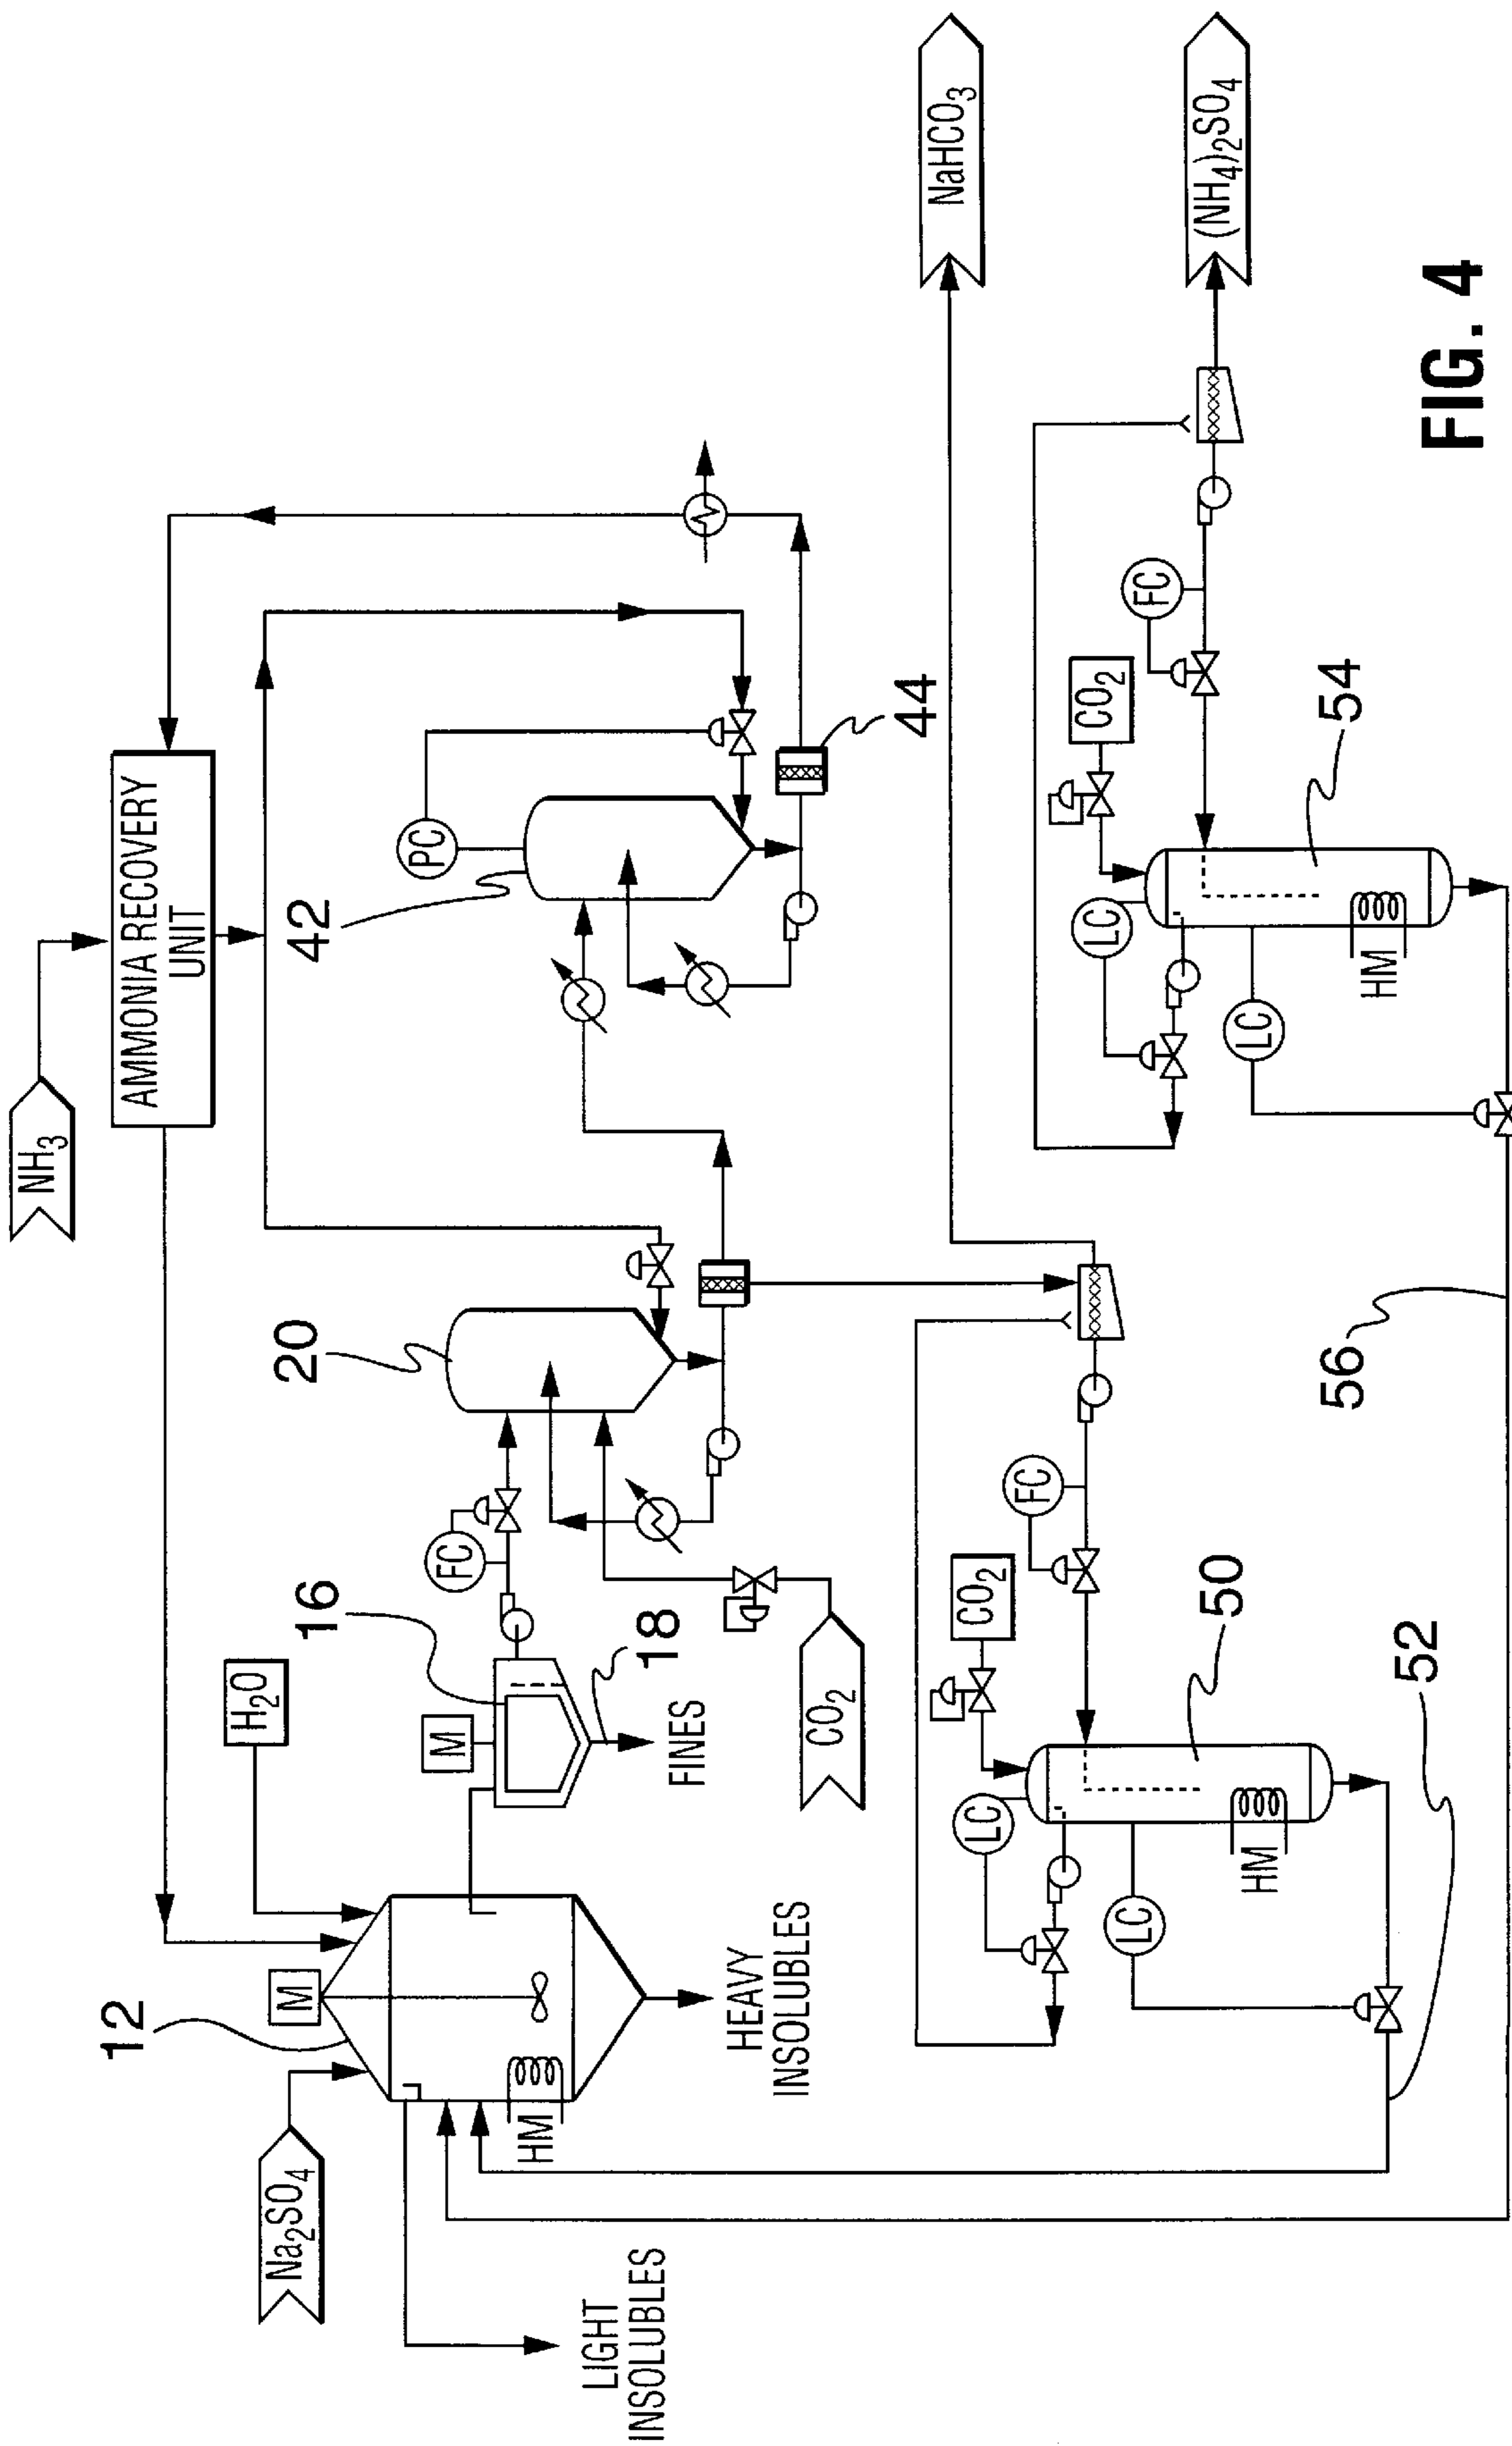 NH3
AMMONIA RECOVERY
UNIT
12
Na2SO4
M
H2O
16
M
18
FINES
FC
20
42
PC
44
CO2
HM
HEAVY
INSOLUBLES
LIGHT
INSOLUBLES
NaHCO3
(NH4)2SO4
CO2
FC
LC
LC
HM
50
52
CO2
FC
LC
LC
HM
54
56
FIG. 4